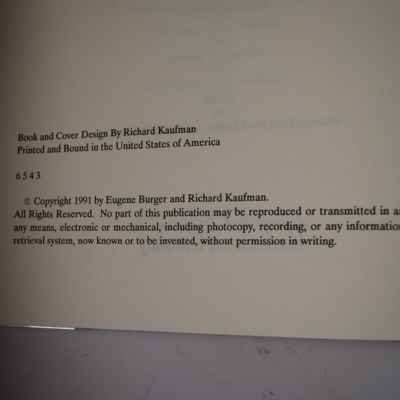 Book and Cover Design By Richard Kaufman
Printed and Bound in the United States of America
6 5 4 3
© Copyright 1991 by Eugene Burger and Richard Kaufman.
All Rights Reserved. No part of this publication may be reproduced or transmitted in
any means, electronic or mechanical, including photocopy, recording, or any information
retrieval system, now known or to be invented, without permission in writing.